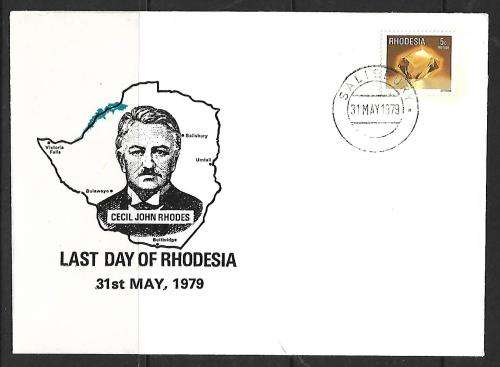 RHODESIA 5c
SALISBURY
31 MAY 1979
Salisbury
Victoria Falls
Umtali
Bulawayo
CECIL JOHN RHODES
Beitbridge
LAST DAY OF RHODESIA
31st MAY, 1979